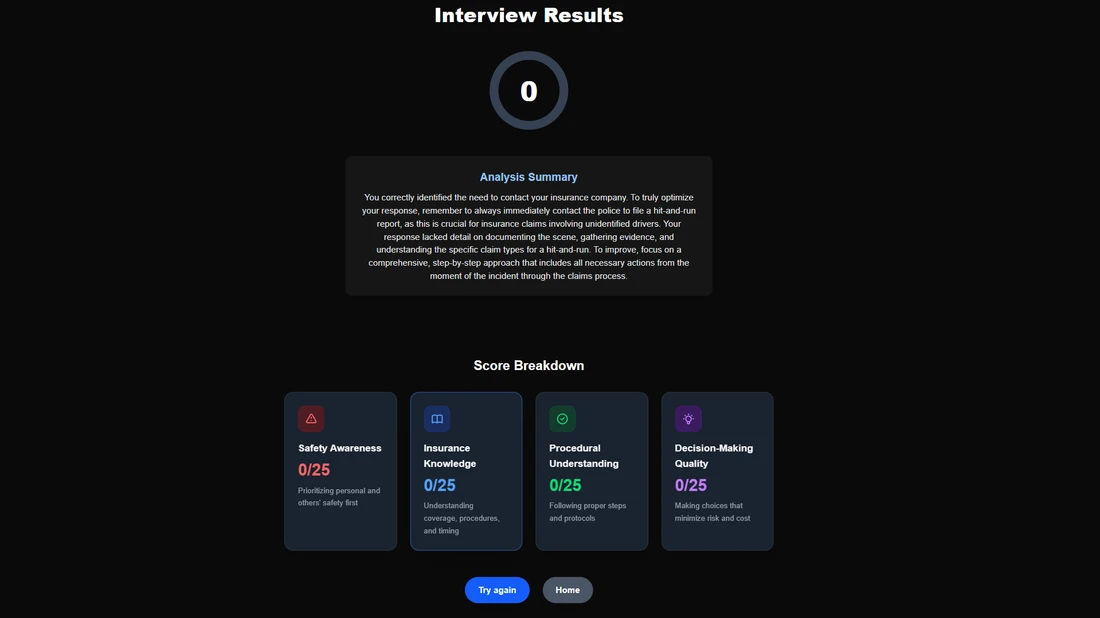 Interview Results
0
Analysis Summary
You correctly identified the need to contact your insurance company. To truly optimize
your response, remember to always immediately contact the police to file a hit-and-run
report, as this is crucial for insurance claims involving unidentified drivers. Your
response lacked detail on documenting the scene, gathering evidence, and
understanding the specific claim types for a hit-and-run. To improve, focus on a
comprehensive, step-by-step approach that includes all necessary actions from the
moment of the incident through the claims process.
Score Breakdown
Safety Awareness
0/25
Prioritizing personal and
others' safety first
Insurance
Knowledge
0/25
Understanding
coverage, procedures,
and timing
Procedural
Understanding
0/25
Following proper steps
and protocols
Decision-Making
Quality
0/25
Making choices that
minimize risk and cost
Try again
Home